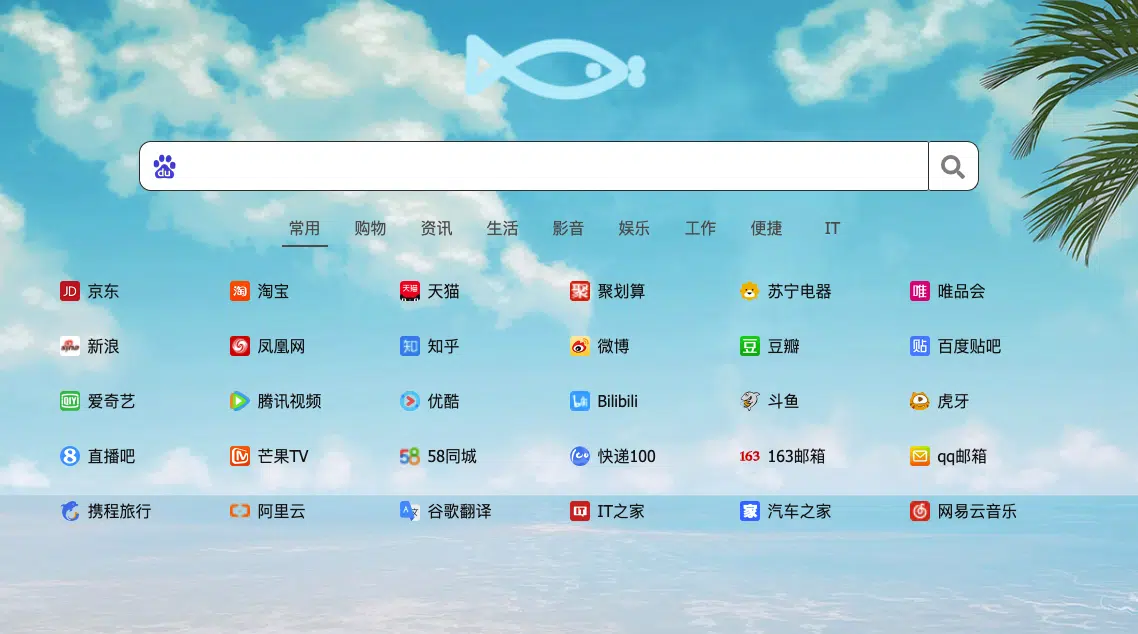 du
常用 购物 资讯 生活 影音 娱乐 工作 便捷 IT
JD 京东 淘 淘宝 天猫 天猫 聚 聚划算 苏宁电器 唯 唯品会
sina 新浪 凤凰网 知 知乎 微博 豆 豆瓣 贴 百度贴吧
QIY 爱奇艺 腾讯视频 优酷 Bilibili 斗鱼 虎牙
8 直播吧 芒果TV 58 58同城 快递100 163 163邮箱 qq邮箱
携程旅行 阿里云 A文 谷歌翻译 IT IT之家 家 汽车之家 网易云音乐